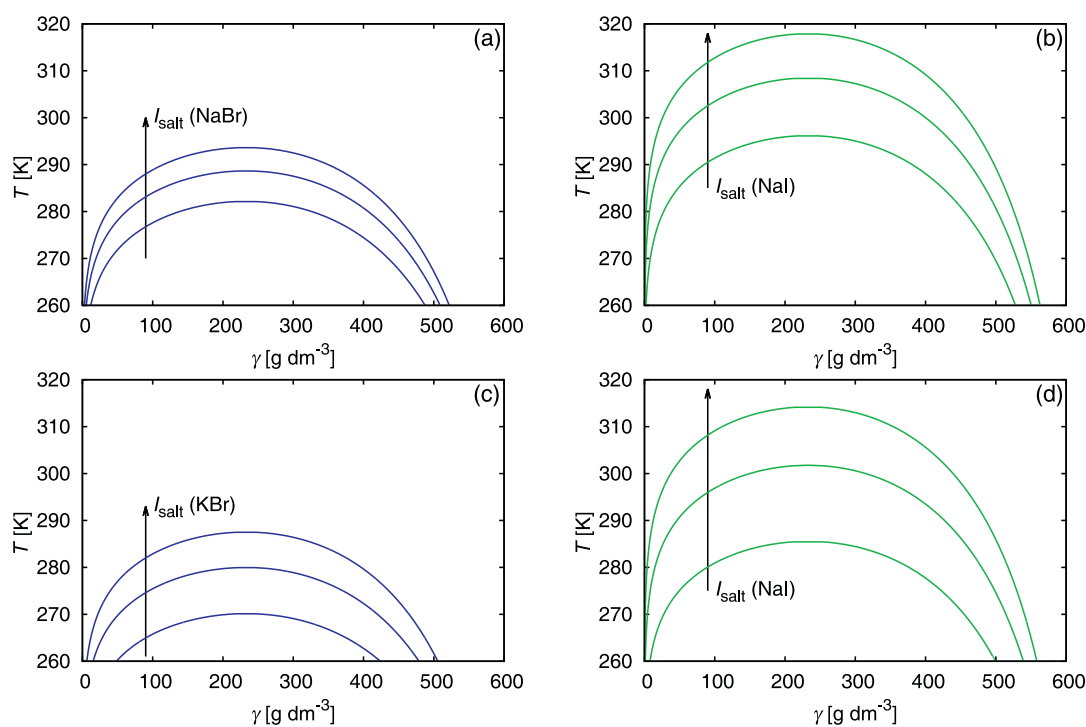 (a)
320
310
300
290
280
270
260
T [K]
I_salt (NaBr)
0 100 200 300 400 500 600
γ [g dm⁻³]
(b)
320
310
300
290
280
270
260
T [K]
I_salt (NaI)
0 100 200 300 400 500 600
γ [g dm⁻³]
(c)
320
310
300
290
280
270
260
T [K]
I_salt (KBr)
0 100 200 300 400 500 600
γ [g dm⁻³]
(d)
320
310
300
290
280
270
260
T [K]
I_salt (NaI)
0 100 200 300 400 500 600
γ [g dm⁻³]